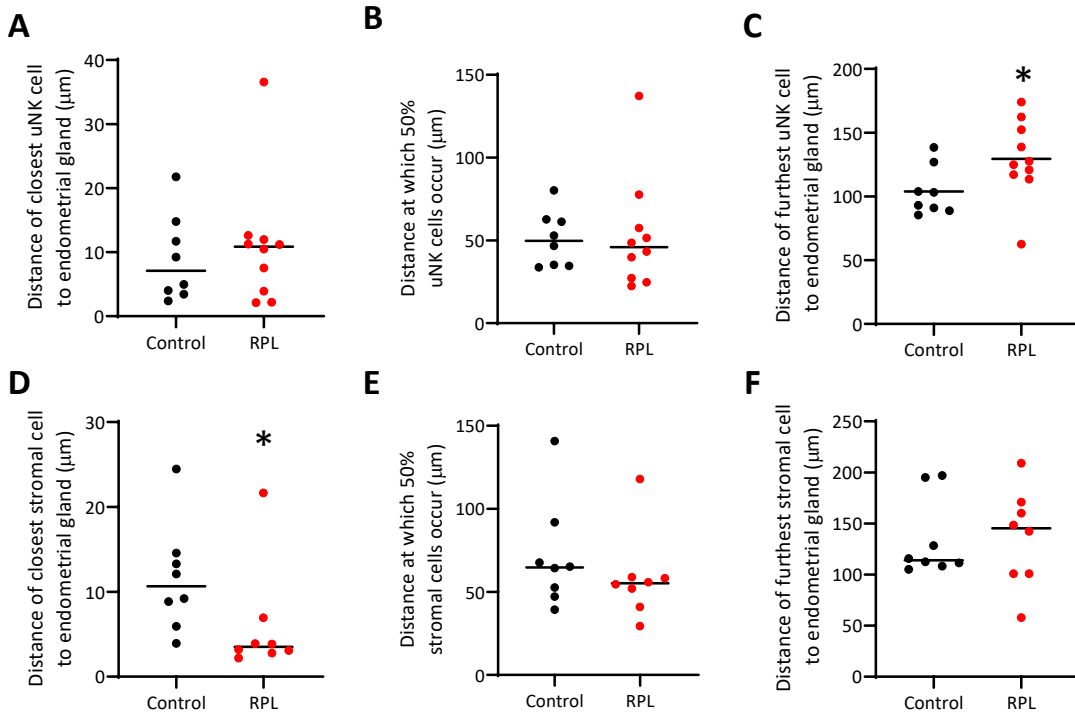 A
Distance of closest uNK cell
to endometrial gland (μm)
40
30
20
10
0
Control
RPL
B
Distance at which 50%
uNK cells occur (μm)
150
100
50
0
Control
RPL
C
Distance of furthest uNK cell
to endometrial gland (μm)
200
150
100
50
0
*
Control
RPL
D
Distance of closest stromal cell
to endometrial gland (μm)
30
20
10
0
*
Control
RPL
E
Distance at which 50%
stromal cells occur (μm)
150
100
50
0
Control
RPL
F
Distance of furthest stromal cell
to endometrial gland (μm)
250
200
150
100
50
0
Control
RPL